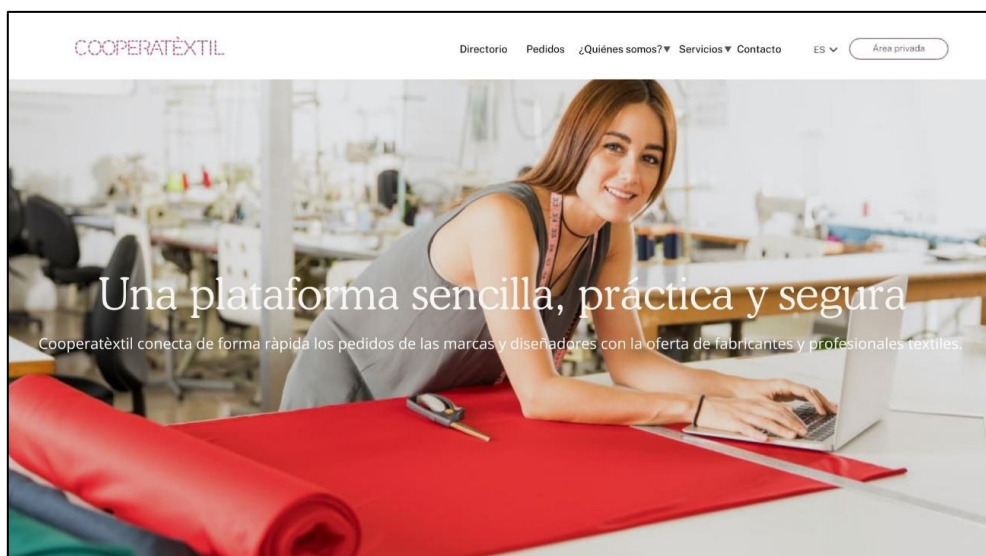 COOPERATÈXTIL
Directorio Pedidos ¿Quiénes somos?▼ Servicios▼ Contacto ES Àrea privada
Una plataforma sencilla, práctica y segura
Cooperatèxtil conecta de forma ràpida los pedidos de las marcas y diseñadores con la oferta de fabricantes y profesionales textiles.